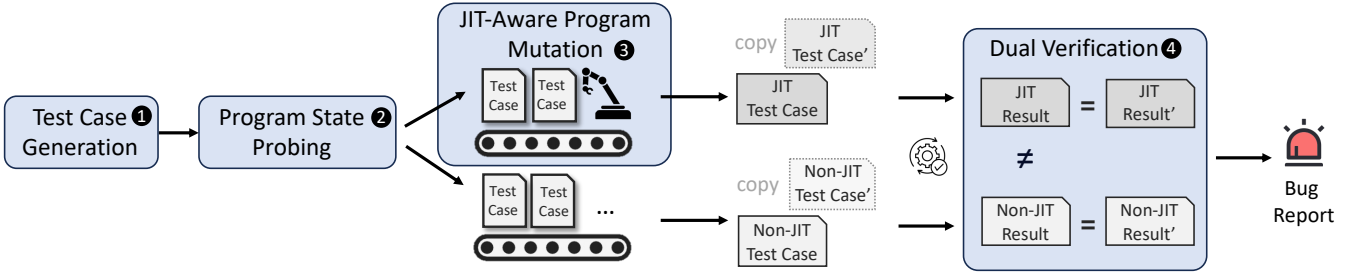 Test Case ❶
Generation
Program State ❷
Probing
JIT-Aware Program
Mutation ❸
Test
Case
Test
Case
Test
Case
Test
Case
...
copy
JIT
Test Case’
JIT
Test Case
copy
Non-JIT
Test Case’
Non-JIT
Test Case
Dual Verification ❹
JIT
Result
=
JIT
Result’
≠
Non-JIT
Result
=
Non-JIT
Result’
Bug
Report